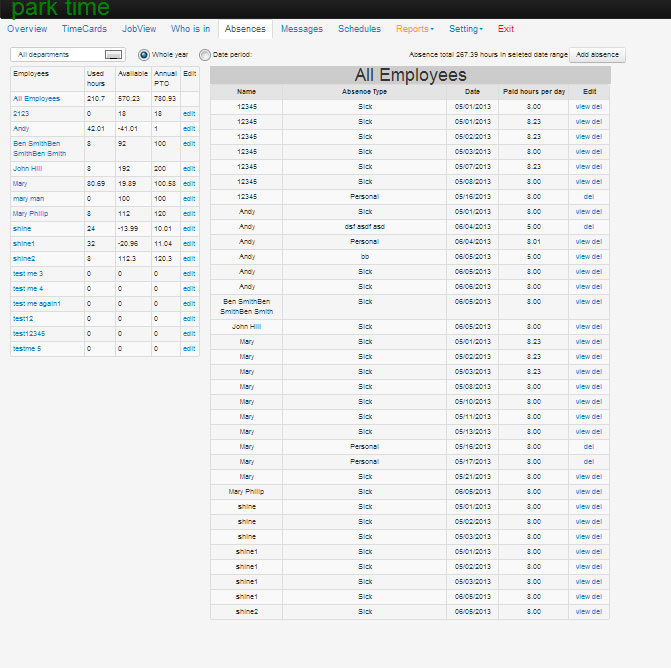 park time
Overview TimeCards JobView Who is in Absences Messages Schedules Reports Setting Exit
All departments Whole year Date period: Absence total 267.39 hours in seleted date range Add absence
Employees Used hours Available Annual PTO Edit
All Employees 210.7 570.23 780.93
2123 0 18 18 edit
Andy 42.01 -41.01 1 edit
Ben SmithBen SmithBen Smith 8 92 100 edit
John Hill 8 192 200 edit
Mary 80.69 19.89 100.58 edit
mary man 0 100 100 edit
Mary Philip 8 112 120 edit
shine 24 -13.99 10.01 edit
shine1 32 -20.96 11.04 edit
shine2 8 112.3 120.3 edit
test me 3 0 0 0 edit
test me 4 0 0 0 edit
test me again1 0 0 0 edit
test12 0 0 0 edit
test12345 0 0 0 edit
testme 5 0 0 0 edit
All Employees
Name Absence Type Date Paid hours per day Edit
12345 Sick 05/01/2013 8.00 view del
12345 Sick 05/01/2013 8.23 view del
12345 Sick 05/02/2013 8.23 view del
12345 Sick 05/03/2013 8.00 view del
12345 Sick 05/07/2013 8.23 view del
12345 Sick 05/08/2013 8.00 view del
12345 Personal 05/16/2013 8.00 del
Andy Sick 05/01/2013 8.00 view del
Andy dsf asdf asd 06/04/2013 5.00 del
Andy Personal 06/04/2013 8.01 view del
Andy bb 06/05/2013 5.00 view del
Andy Sick 06/05/2013 8.00 view del
Andy Sick 06/06/2013 8.00 view del
Ben SmithBen SmithBen Smith Sick 06/05/2013 8.00 view del
John Hill Sick 06/05/2013 8.00 view del
Mary Sick 05/01/2013 8.23 view del
Mary Sick 05/02/2013 8.23 view del
Mary Sick 05/03/2013 8.23 view del
Mary Sick 05/08/2013 8.00 view del
Mary Sick 05/10/2013 8.00 view del
Mary Sick 05/11/2013 8.00 view del
Mary Sick 05/13/2013 8.00 view del
Mary Personal 05/16/2013 8.00 del
Mary Personal 05/17/2013 8.00 del
Mary Sick 05/21/2013 8.00 view del
Mary Philip Sick 06/05/2013 8.00 view del
shine Sick 05/01/2013 8.00 view del
shine Sick 05/02/2013 8.00 view del
shine Sick 05/03/2013 8.00 view del
shine1 Sick 05/01/2013 8.00 view del
shine1 Sick 05/02/2013 8.00 view del
shine1 Sick 05/03/2013 8.00 view del
shine1 Sick 06/05/2013 8.00 view del
shine2 Sick 06/05/2013 8.00 view del